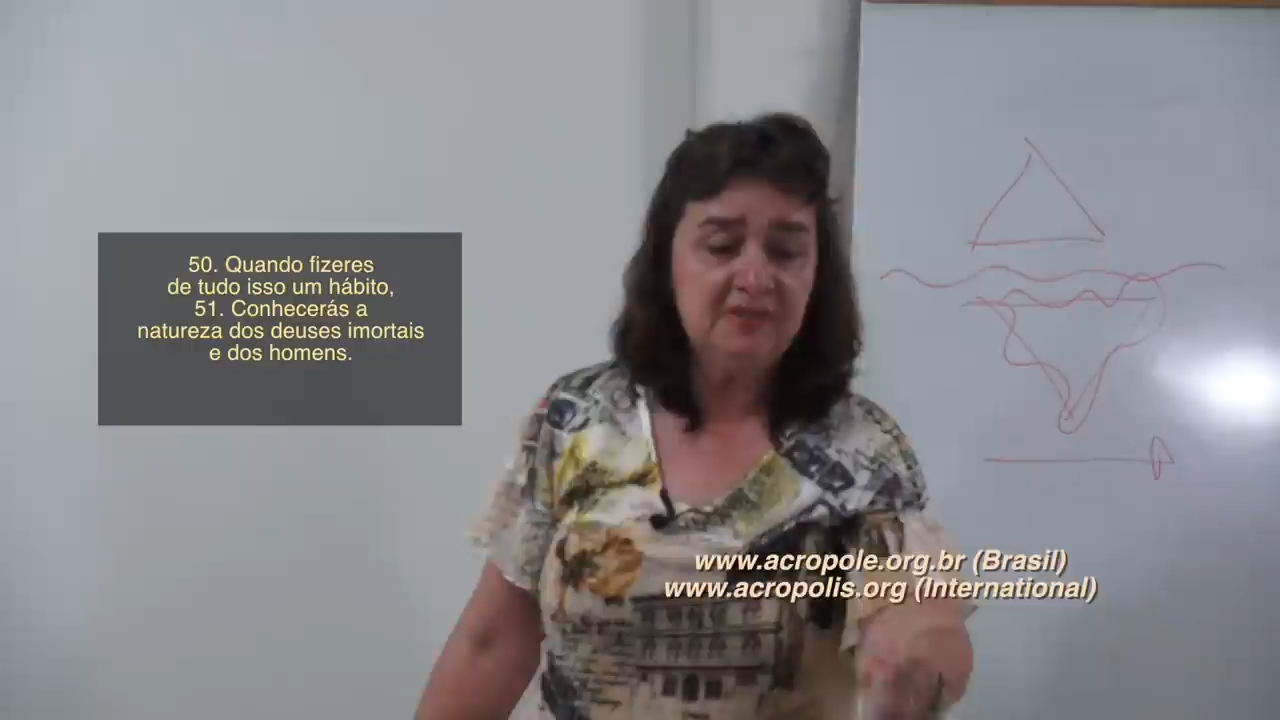 50. Quando fizeres
de tudo isso um hábito,
51. Conhecerás a
natureza dos deuses imortais
e dos homens.
www.acropole.org.br (Brasil)
www.acropolis.org (International)